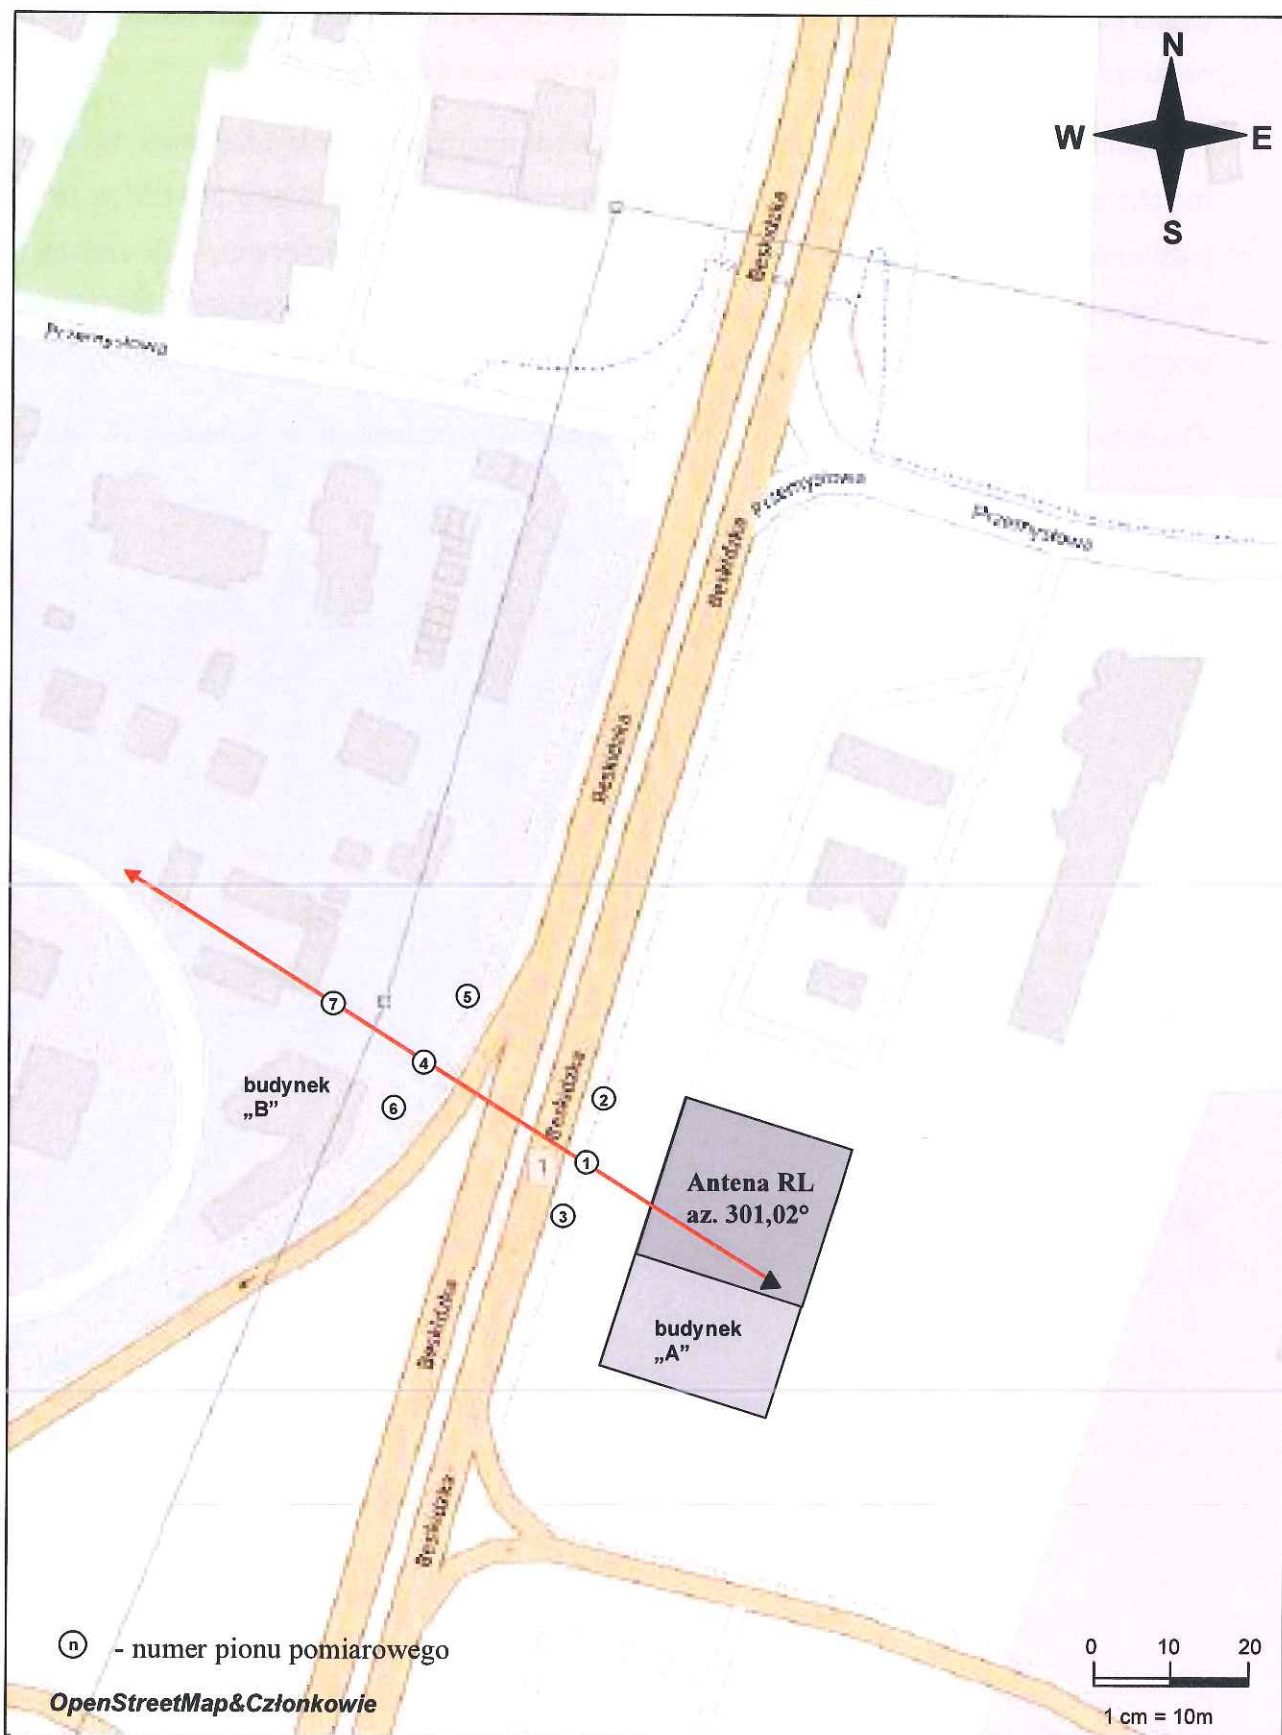 N
W E
S
Beskidzka
Przemysłowa
Przemysłowa
Przemysłowa
Beskidzka
Beskidzka
7
5
4
budynek
„B”
6
2
Beskidzka
1
1
3
Antena RL
az. 301,02°
Beskidzka
budynek
„A”
Beskidzka
n - numer pionu pomiarowego
OpenStreetMap&Członkowie
0 10 20
1 cm = 10m